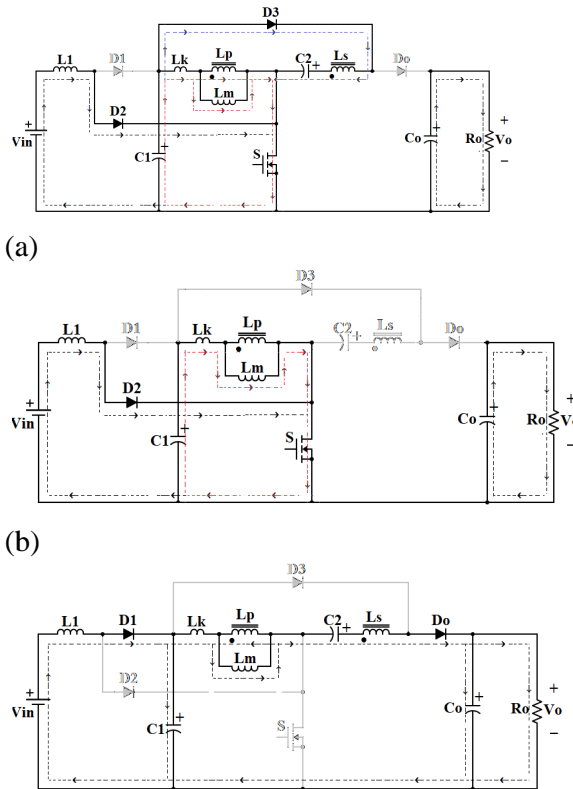 D3
L1 D1 Lk Lp C2 + Ls Do
Lm
+ Vin
D2
C1 +
S
Co +
Ro
+ Vo −
(a)
D3
L1 D1 Lk Lp C2 + Ls Do
Lm
+ Vin
D2
C1 +
S
Co +
Ro
+ Vo −
(b)
D3
L1 D1 Lk Lp C2 + Ls Do
Lm
+ Vin
D2
C1 +
S
Co +
Ro
+ Vo −